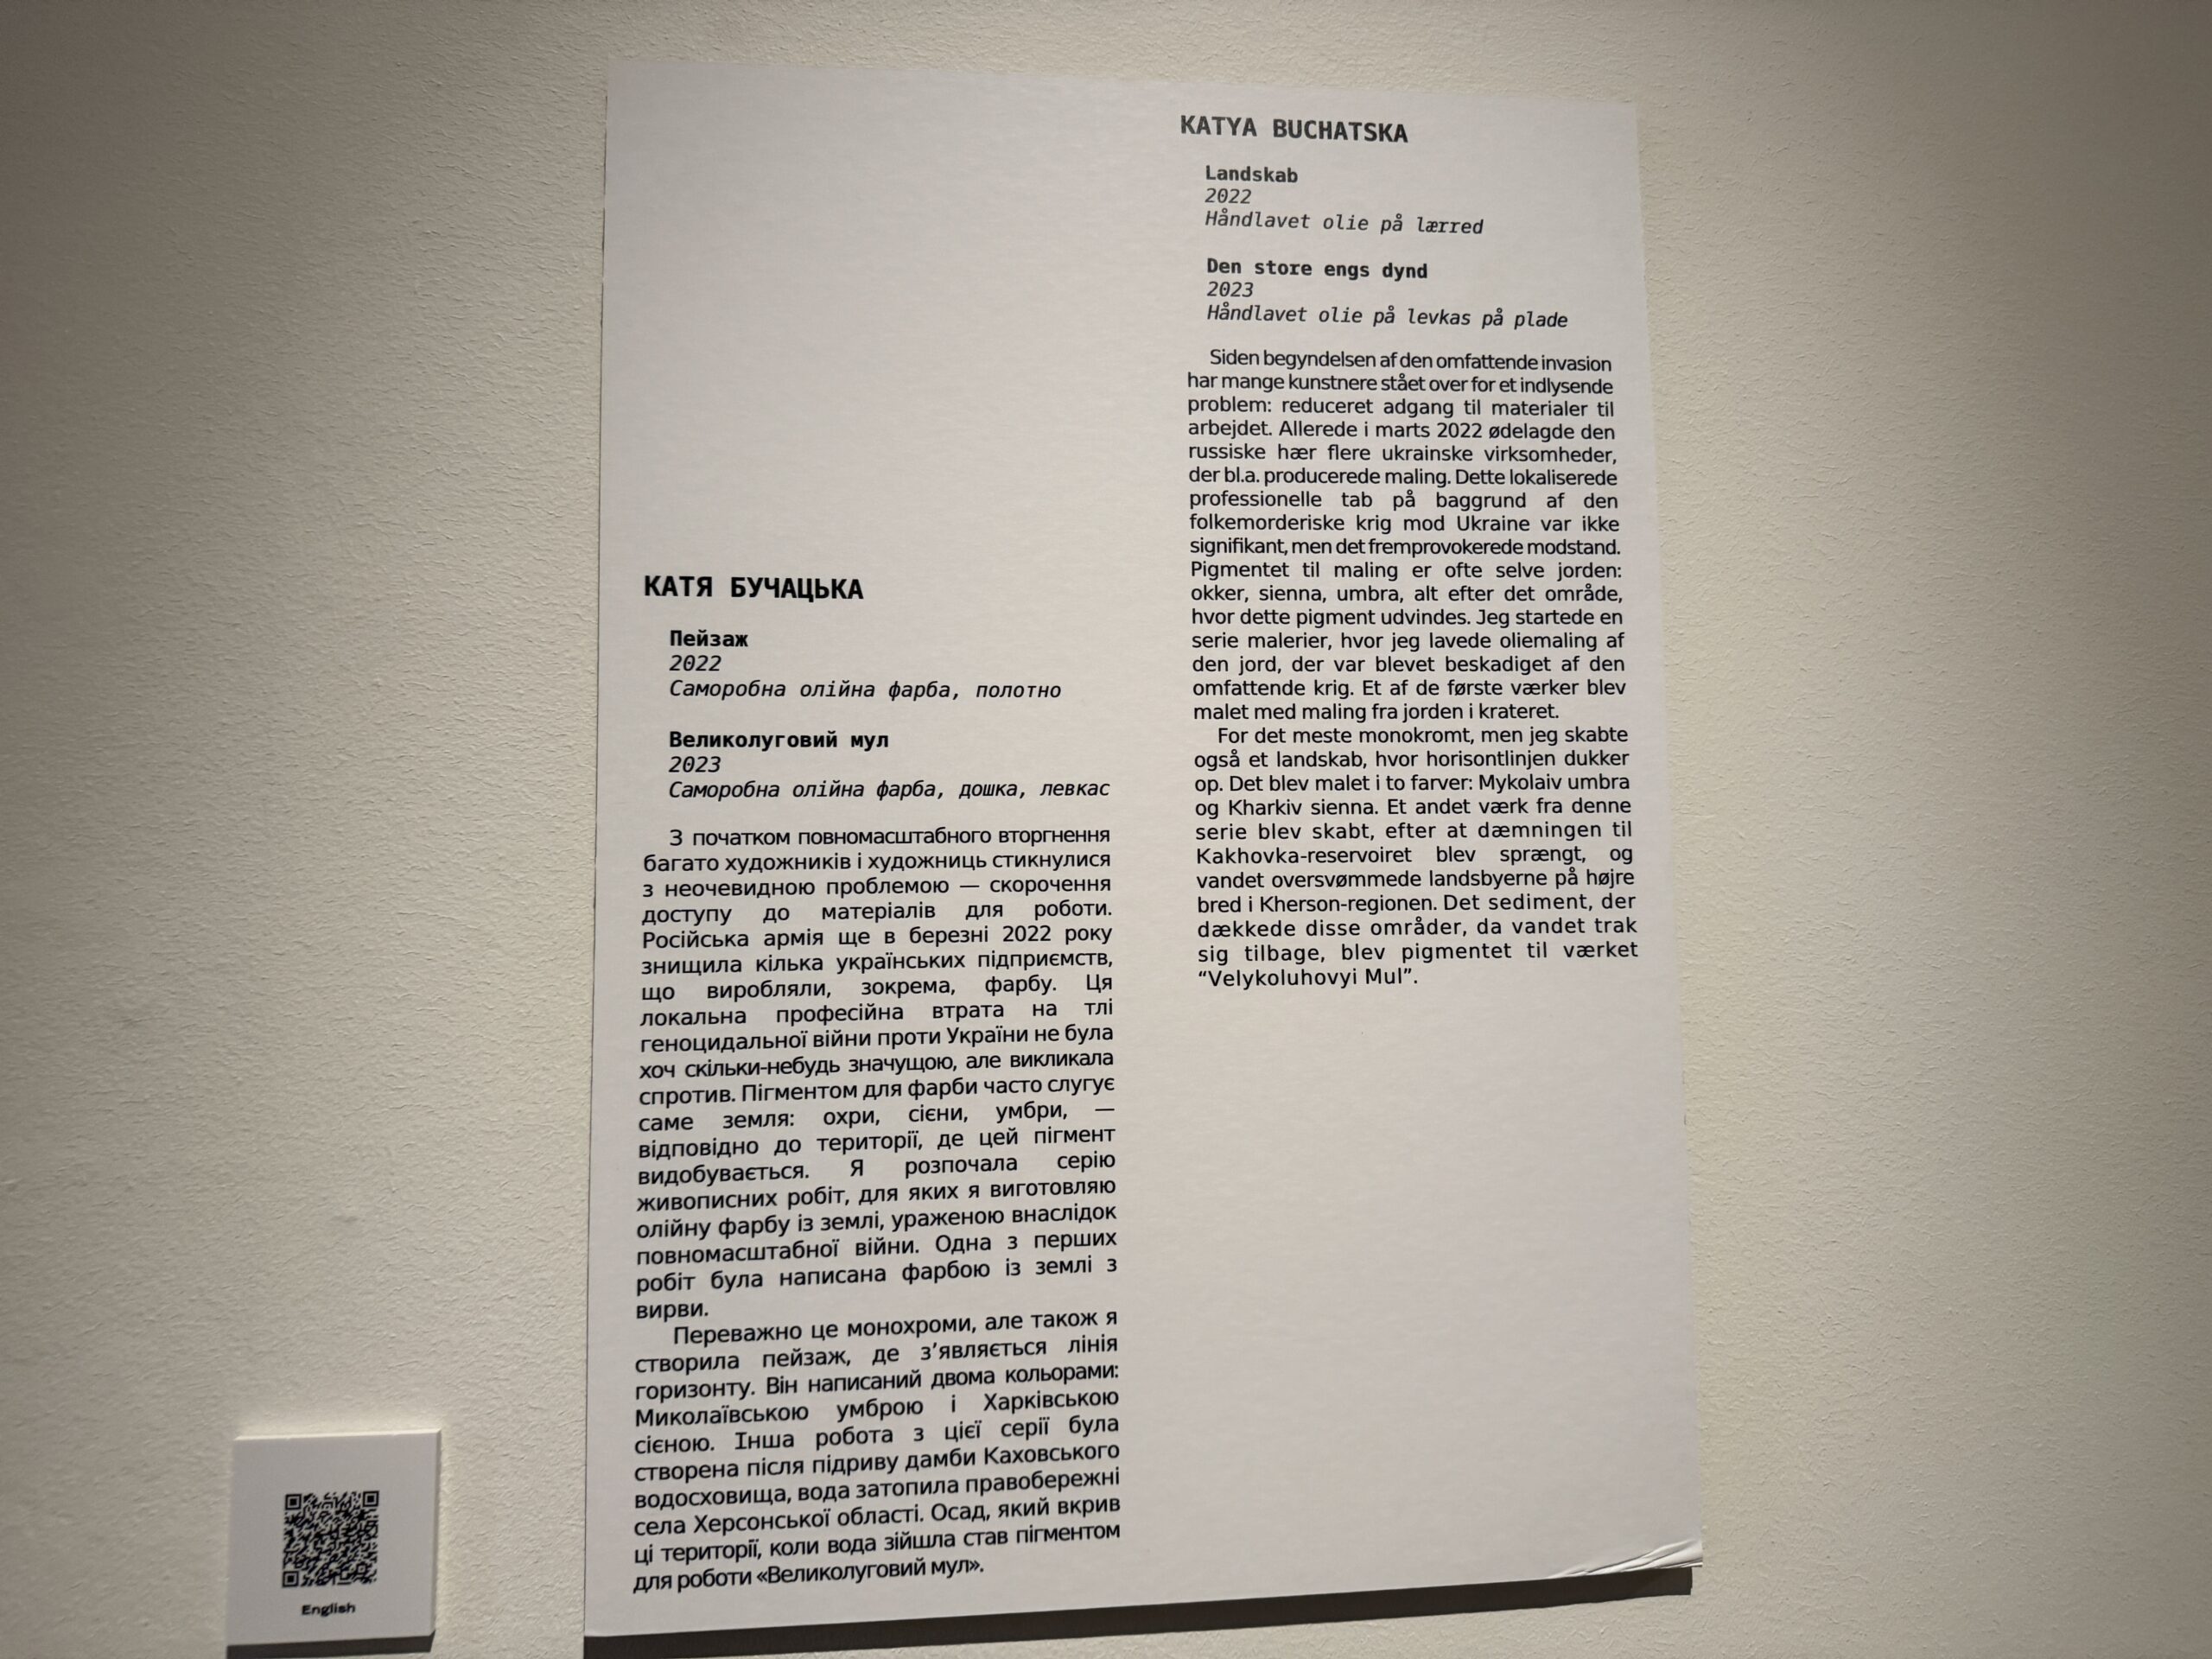 КАТЯ БУЧАЦЬКА
Пейзаж
2022
Саморобна олійна фарба, полотно
Великолуговий мул
2023
Саморобна олійна фарба, дошка, левкас
З початком повномасштабного вторгнення
багато художників і художниць стикнулися
з неочевидною проблемою — скорочення
доступу до матеріалів для роботи.
Російська армія ще в березні 2022 року
знищила кілька українських підприємств,
що виробляли, зокрема, фарбу. Ця
локальна професійна втрата на тлі
геноцидальної війни проти України не була
хоч скільки-небудь значущою, але викликала
спротив. Пігментом для фарби часто слугує
саме земля: охри, сієни, умбри, —
відповідно до території, де цей пігмент
видобувається. Я розпочала серію
живописних робіт, для яких я виготовляю
олійну фарбу із землі, ураженою внаслідок
повномасштабної війни. Одна з перших
робіт була написана фарбою із землі з
вирви.
Переважно це монохроми, але також я
створила пейзаж, де з’являється лінія
горизонту. Він написаний двома кольорами:
Миколаївською умброю і Харківською
сієною. Інша робота з цієї серії була
створена після підриву дамби Каховського
водосховища, вода затопила правобережні
села Херсонської області. Осад, який вкрив
ці території, коли вода зійшла став пігментом
для роботи «Великолуговий мул».
KATYA BUCHATSKA
Landskab
2022
Håndlavet olie på lærred
Den store engs dynd
2023
Håndlavet olie på levkas på plade
Siden begyndelsen af den omfattende invasion
har mange kunstnere stået over for et indlysende
problem: reduceret adgang til materialer til
arbejdet. Allerede i marts 2022 ødelagde den
russiske hær flere ukrainske virksomheder,
der bl.a. producerede maling. Dette lokaliserede
professionelle tab på baggrund af den
folkemorderiske krig mod Ukraine var ikke
signifikant, men det fremprovokerede modstand.
Pigmentet til maling er ofte selve jorden:
okker, sienna, umbra, alt efter det område,
hvor dette pigment udvindes. Jeg startede en
serie malerier, hvor jeg lavede oliemaling af
den jord, der var blevet beskadiget af den
omfattende krig. Et af de første værker blev
malet med maling fra jorden i krateret.
For det meste monokromt, men jeg skabte
også et landskab, hvor horisontlinjen dukker
op. Det blev malet i to farver: Mykolaiv umbra
og Kharkiv sienna. Et andet værk fra denne
serie blev skabt, efter at dæmningen til
Kakhovka-reservoiret blev sprængt, og
vandet oversvømmede landsbyerne på højre
bred i Kherson-regionen. Det sediment, der
dækkede disse områder, da vandet trak
sig tilbage, blev pigmentet til værket
“Velykoluhovyi Mul”.
English